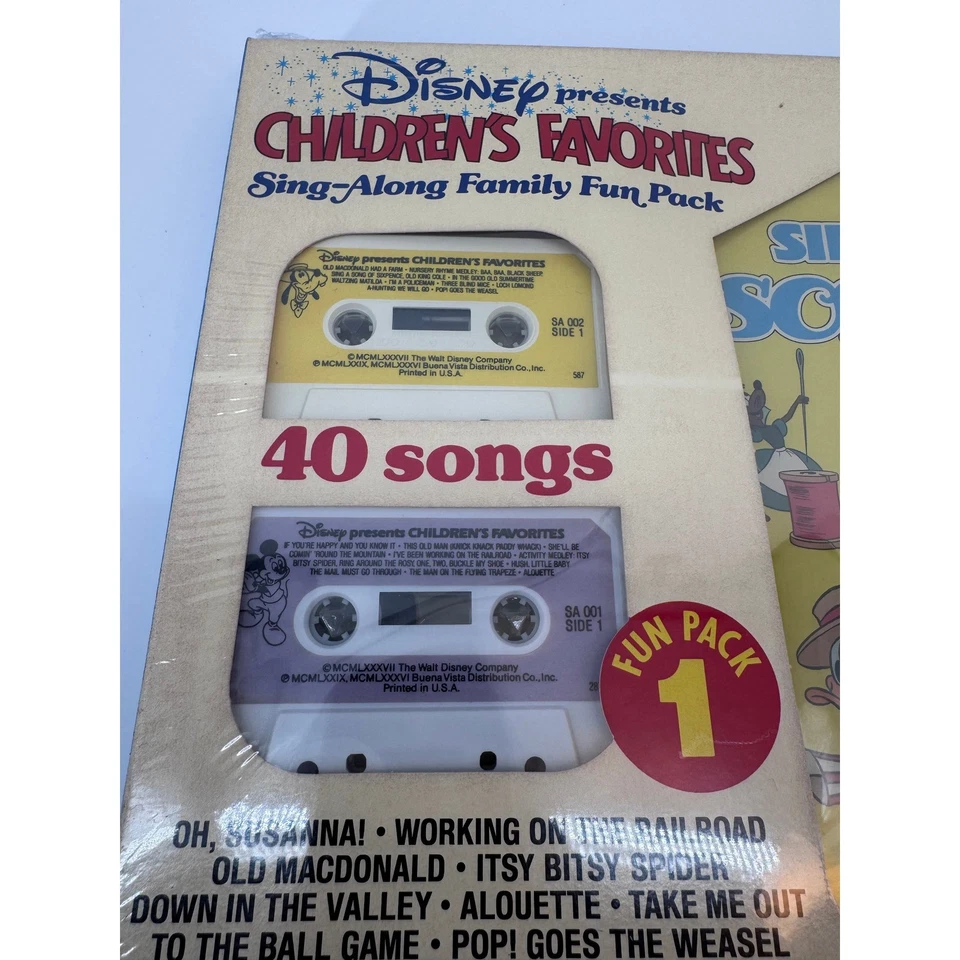 Disney presents
CHILDREN'S FAVORITES
Sing-Along Family Fun Pack
Disney presents CHILDREN'S FAVORITES
OLD MACDONALD HAD A FARM • NURSERY RHYME MEDLEY: BAA, BAA, BLACK SHEEP,
SING A SONG OF SIXPENCE, OLD KING COLE • IN THE GOOD OLD SUMMERTIME
WALTZING MATILDA • I'M A POLICEMAN • THREE BLIND MICE • LOCH LOMOND
A-HUNTING WE WILL GO • POP! GOES THE WEASEL
SA 002
SIDE 1
© MCMLXXXVII The Walt Disney Company
℗ MCMLXXIX, MCMLXXXVI Buena Vista Distribution Co., Inc.
Printed in U.S.A.
587
40 songs
Disney presents CHILDREN'S FAVORITES
IF YOU'RE HAPPY AND YOU KNOW IT • THIS OLD MAN (KNICK KNACK PADDY WHACK) • SHE'LL BE
COMIN' 'ROUND THE MOUNTAIN • I'VE BEEN WORKING ON THE RAILROAD • ACTIVITY MEDLEY: ITSY
BITSY SPIDER, RING AROUND THE ROSY, ONE, TWO, BUCKLE MY SHOE • HUSH, LITTLE BABY
THE MAIL MUST GO THROUGH • THE MAN ON THE FLYING TRAPEZE • ALOUETTE
SA 001
SIDE 1
© MCMLXXXVII The Walt Disney Company
℗ MCMLXXIX, MCMLXXXVI Buena Vista Distribution Co., Inc.
Printed in U.S.A.
FUN PACK
1
OH, SUSANNA! • WORKING ON THE RAILROAD
OLD MACDONALD • ITSY BITSY SPIDER
DOWN IN THE VALLEY • ALOUETTE • TAKE ME OUT
TO THE BALL GAME • POP! GOES THE WEASEL